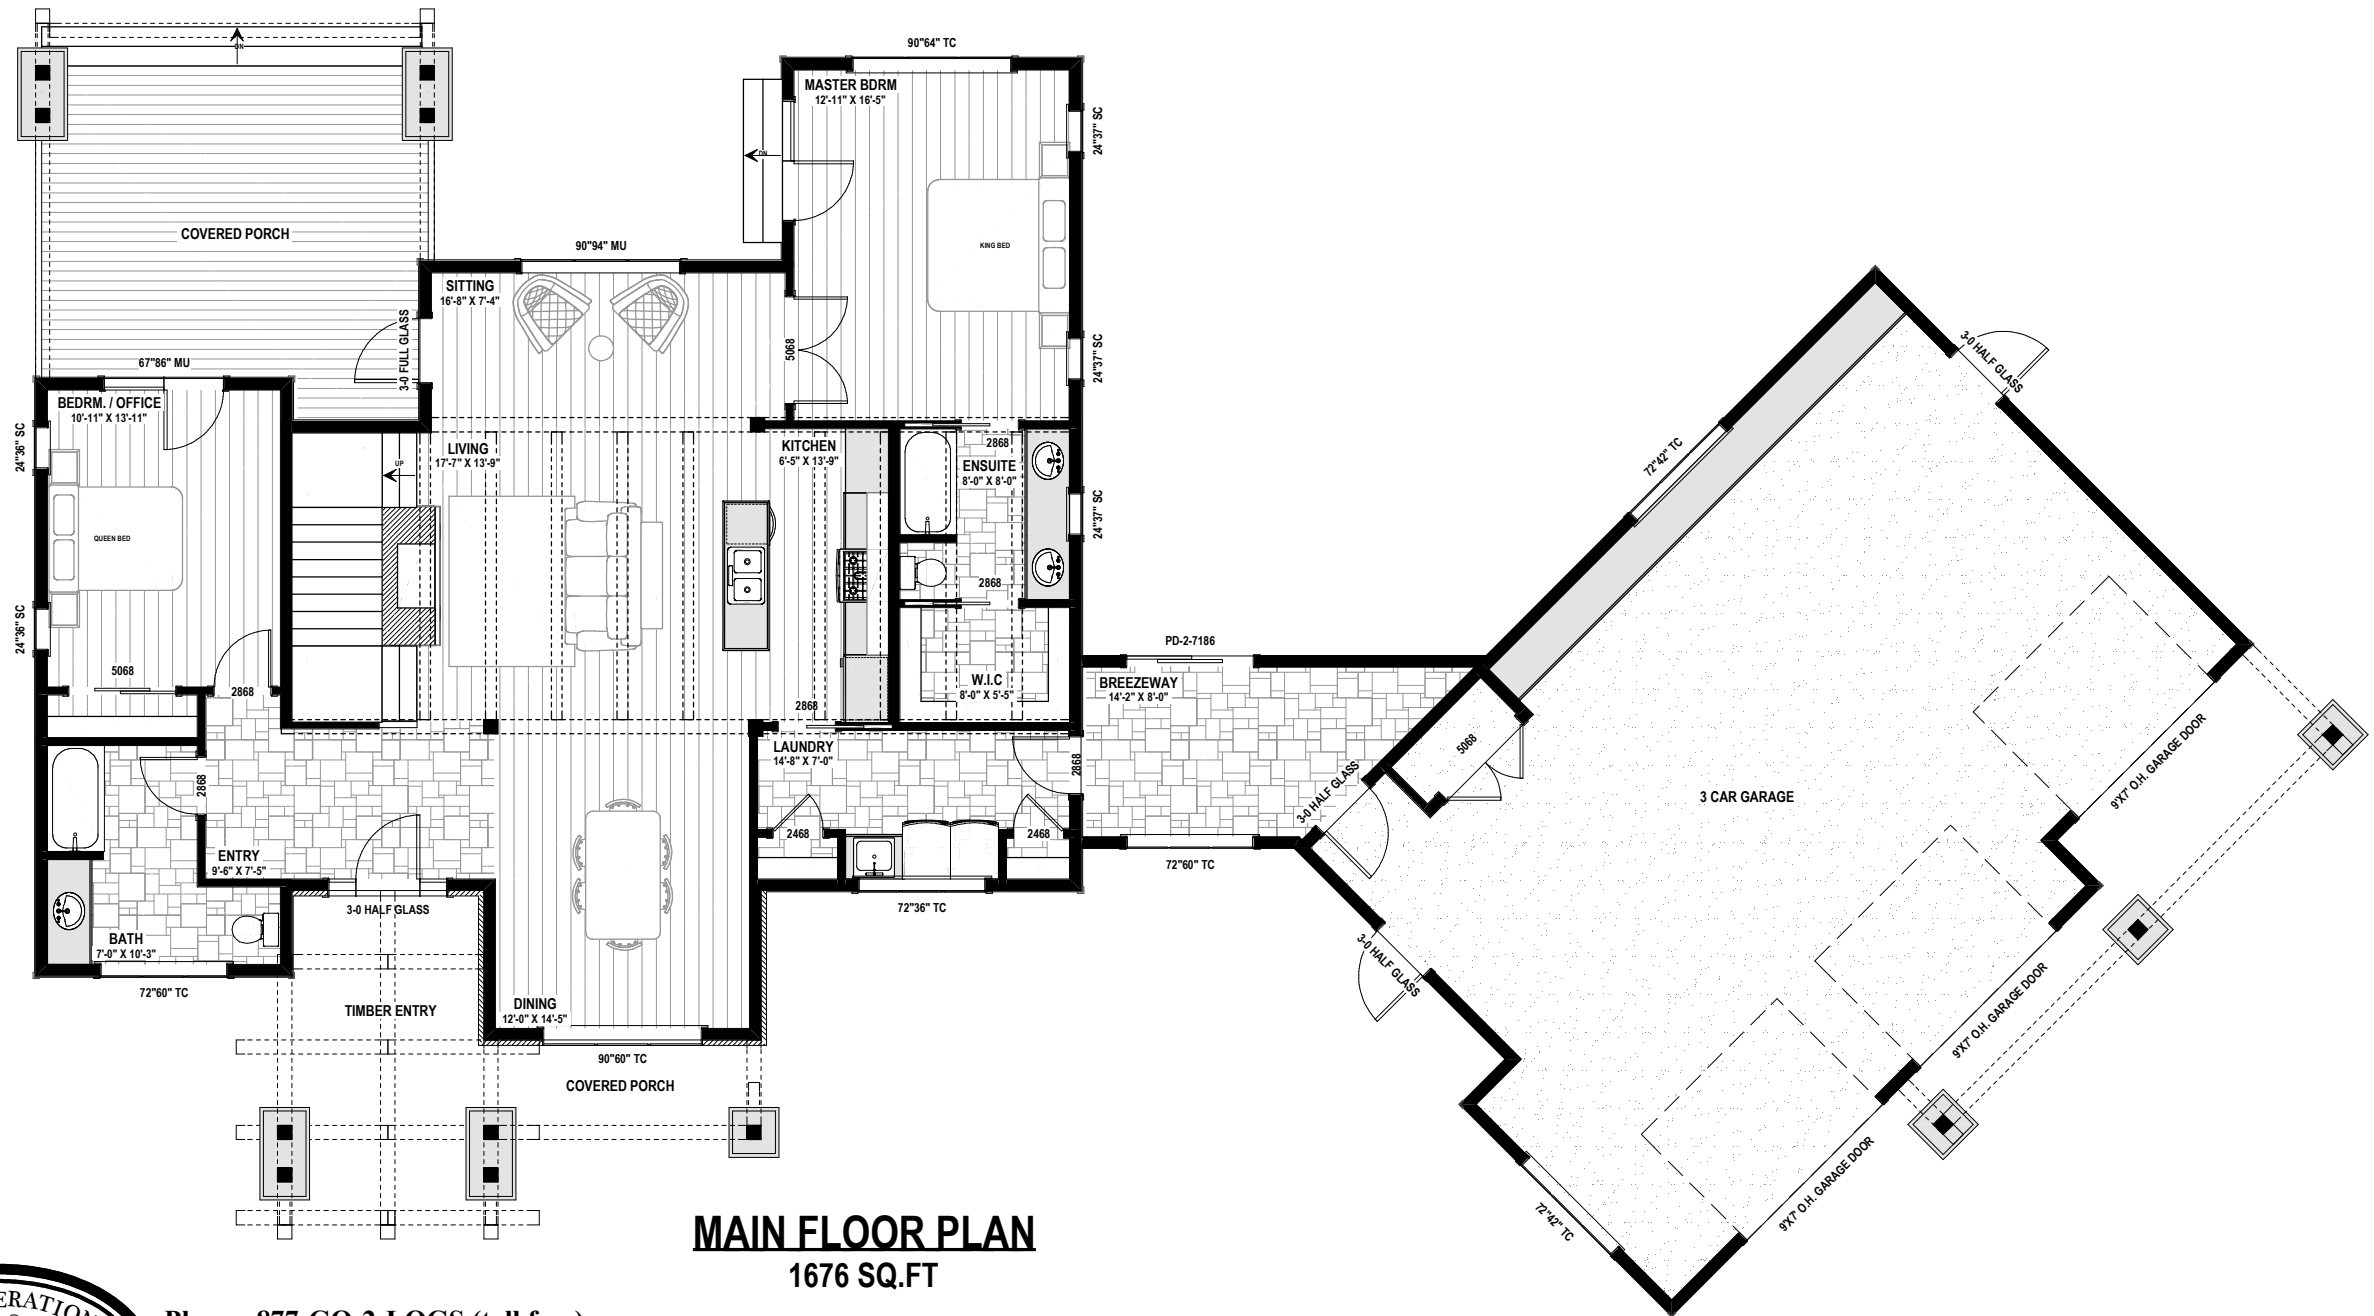 DN
90"64" TC
MASTER BDRM
12'-11" X 16'-5"
24"37" SC
DN
COVERED PORCH
90"94" MU
KING BED
SITTING
16'-8" X 7'-4"
3-0 FULL GLASS
5068
24"37" SC
67"86" MU
3-0 HALF GLASS
BEDRM. / OFFICE
10'-11" X 13'-11"
24"36" SC
UP
LIVING
17'-7" X 13'-9"
KITCHEN
6'-5" X 13'-9"
2868
ENSUITE
8'-0" X 8'-0"
72"42" TC
24"37" SC
QUEEN BED
2868
24"36" SC
PD-2-7186
5068
2868
W.I.C
8'-0" X 5'-5"
BREEZEWAY
14'-2" X 8'-0"
2868
LAUNDRY
14'-8" X 7'-0"
2868
2868
5068
3-0 HALF GLASS
3 CAR GARAGE
9'X7' O.H. GARAGE DOOR
2468
2468
ENTRY
9'-6" X 7'-5"
72"60" TC
3-0 HALF GLASS
72"36" TC
BATH
7'-0" X 10'-3"
3-0 HALF GLASS
72"60" TC
TIMBER ENTRY
DINING
12'-0" X 14'-5"
9'X7' O.H. GARAGE DOOR
90"60" TC
COVERED PORCH
9'X7' O.H. GARAGE DOOR
72"42" TC
MAIN FLOOR PLAN
1676 SQ.FT